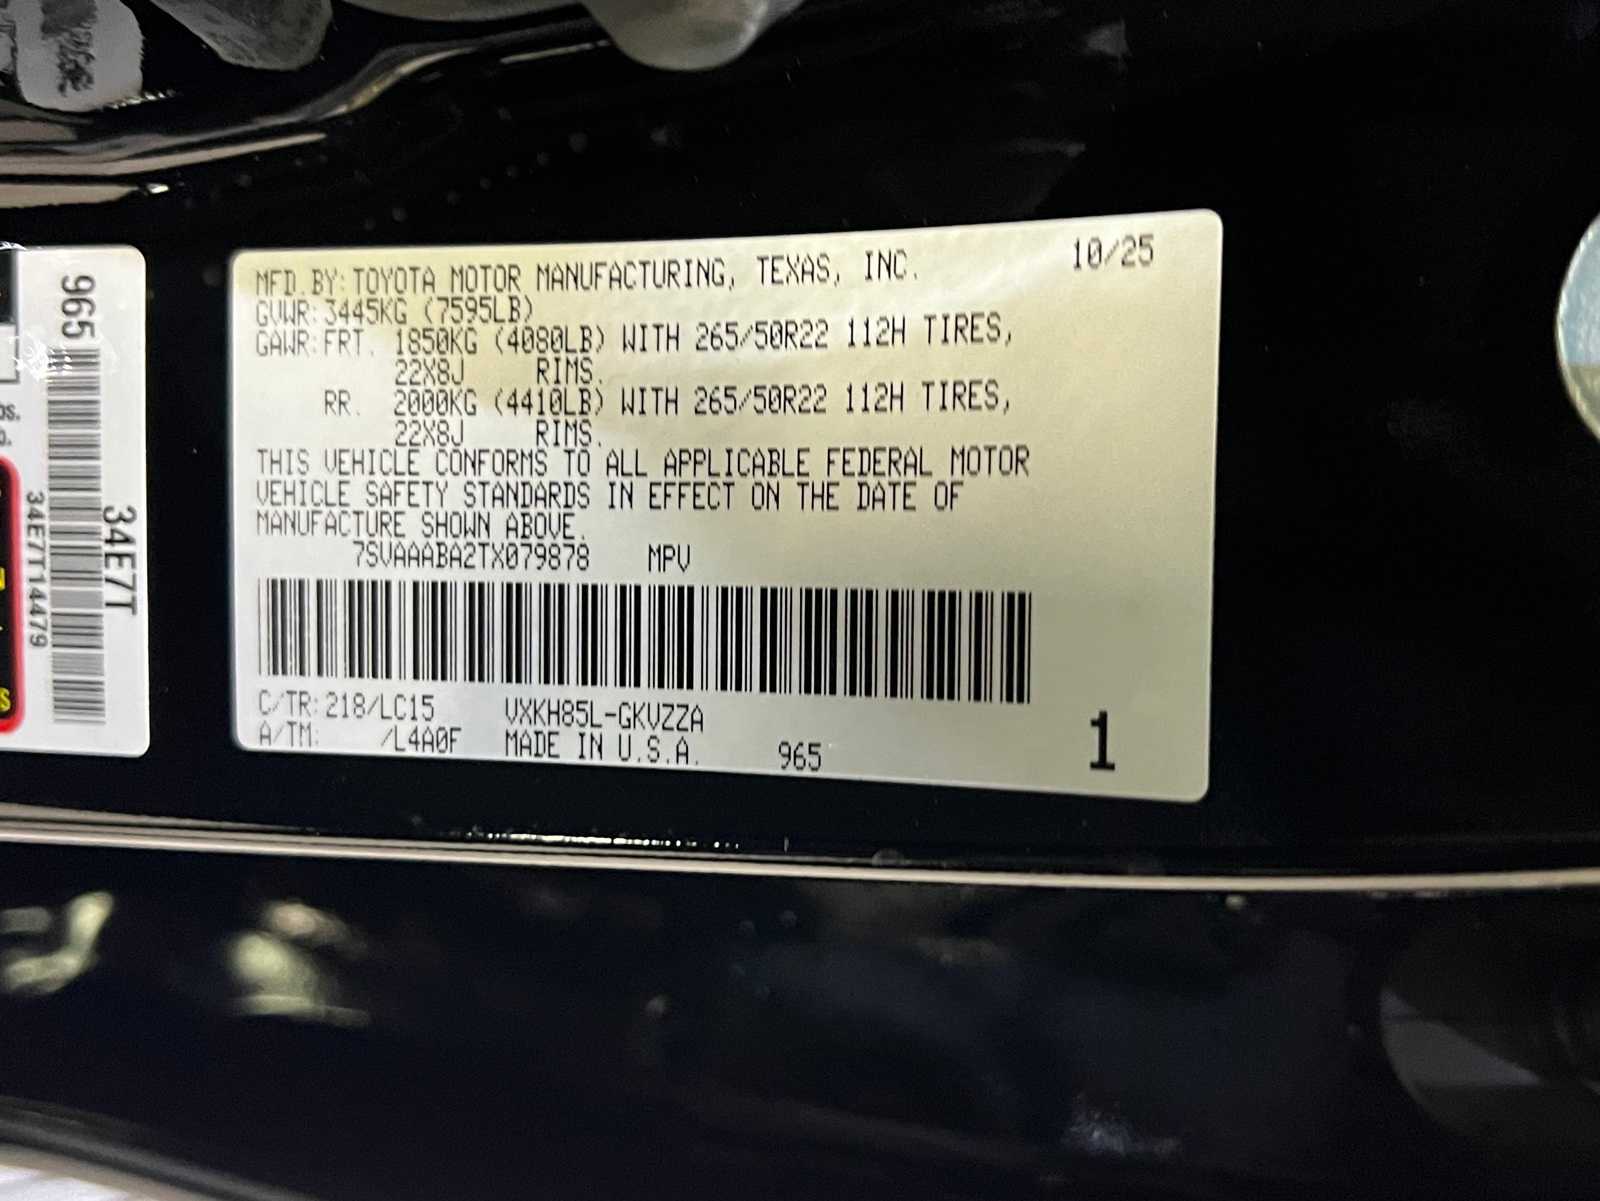 MFD.BY:TOYOTA MOTOR MANUFACTURING, TEXAS, INC. 10/25
GVWR:3445KG (7595LB)
GAWR:FRT. 1850KG (4080LB) WITH 265/50R22 112H TIRES,
22X8J RIMS.
RR. 2000KG (4410LB) WITH 265/50R22 112H TIRES,
22X8J RIMS.
THIS VEHICLE CONFORMS TO ALL APPLICABLE FEDERAL MOTOR
VEHICLE SAFETY STANDARDS IN EFFECT ON THE DATE OF
MANUFACTURE SHOWN ABOVE.
7SVAAABA2TX079878 MPV
C/TR:218/LC15 VXKH85L-GKVZZA
A/TM: /L4A0F MADE IN U.S.A. 965
1
965
34E7T
34E7T14479